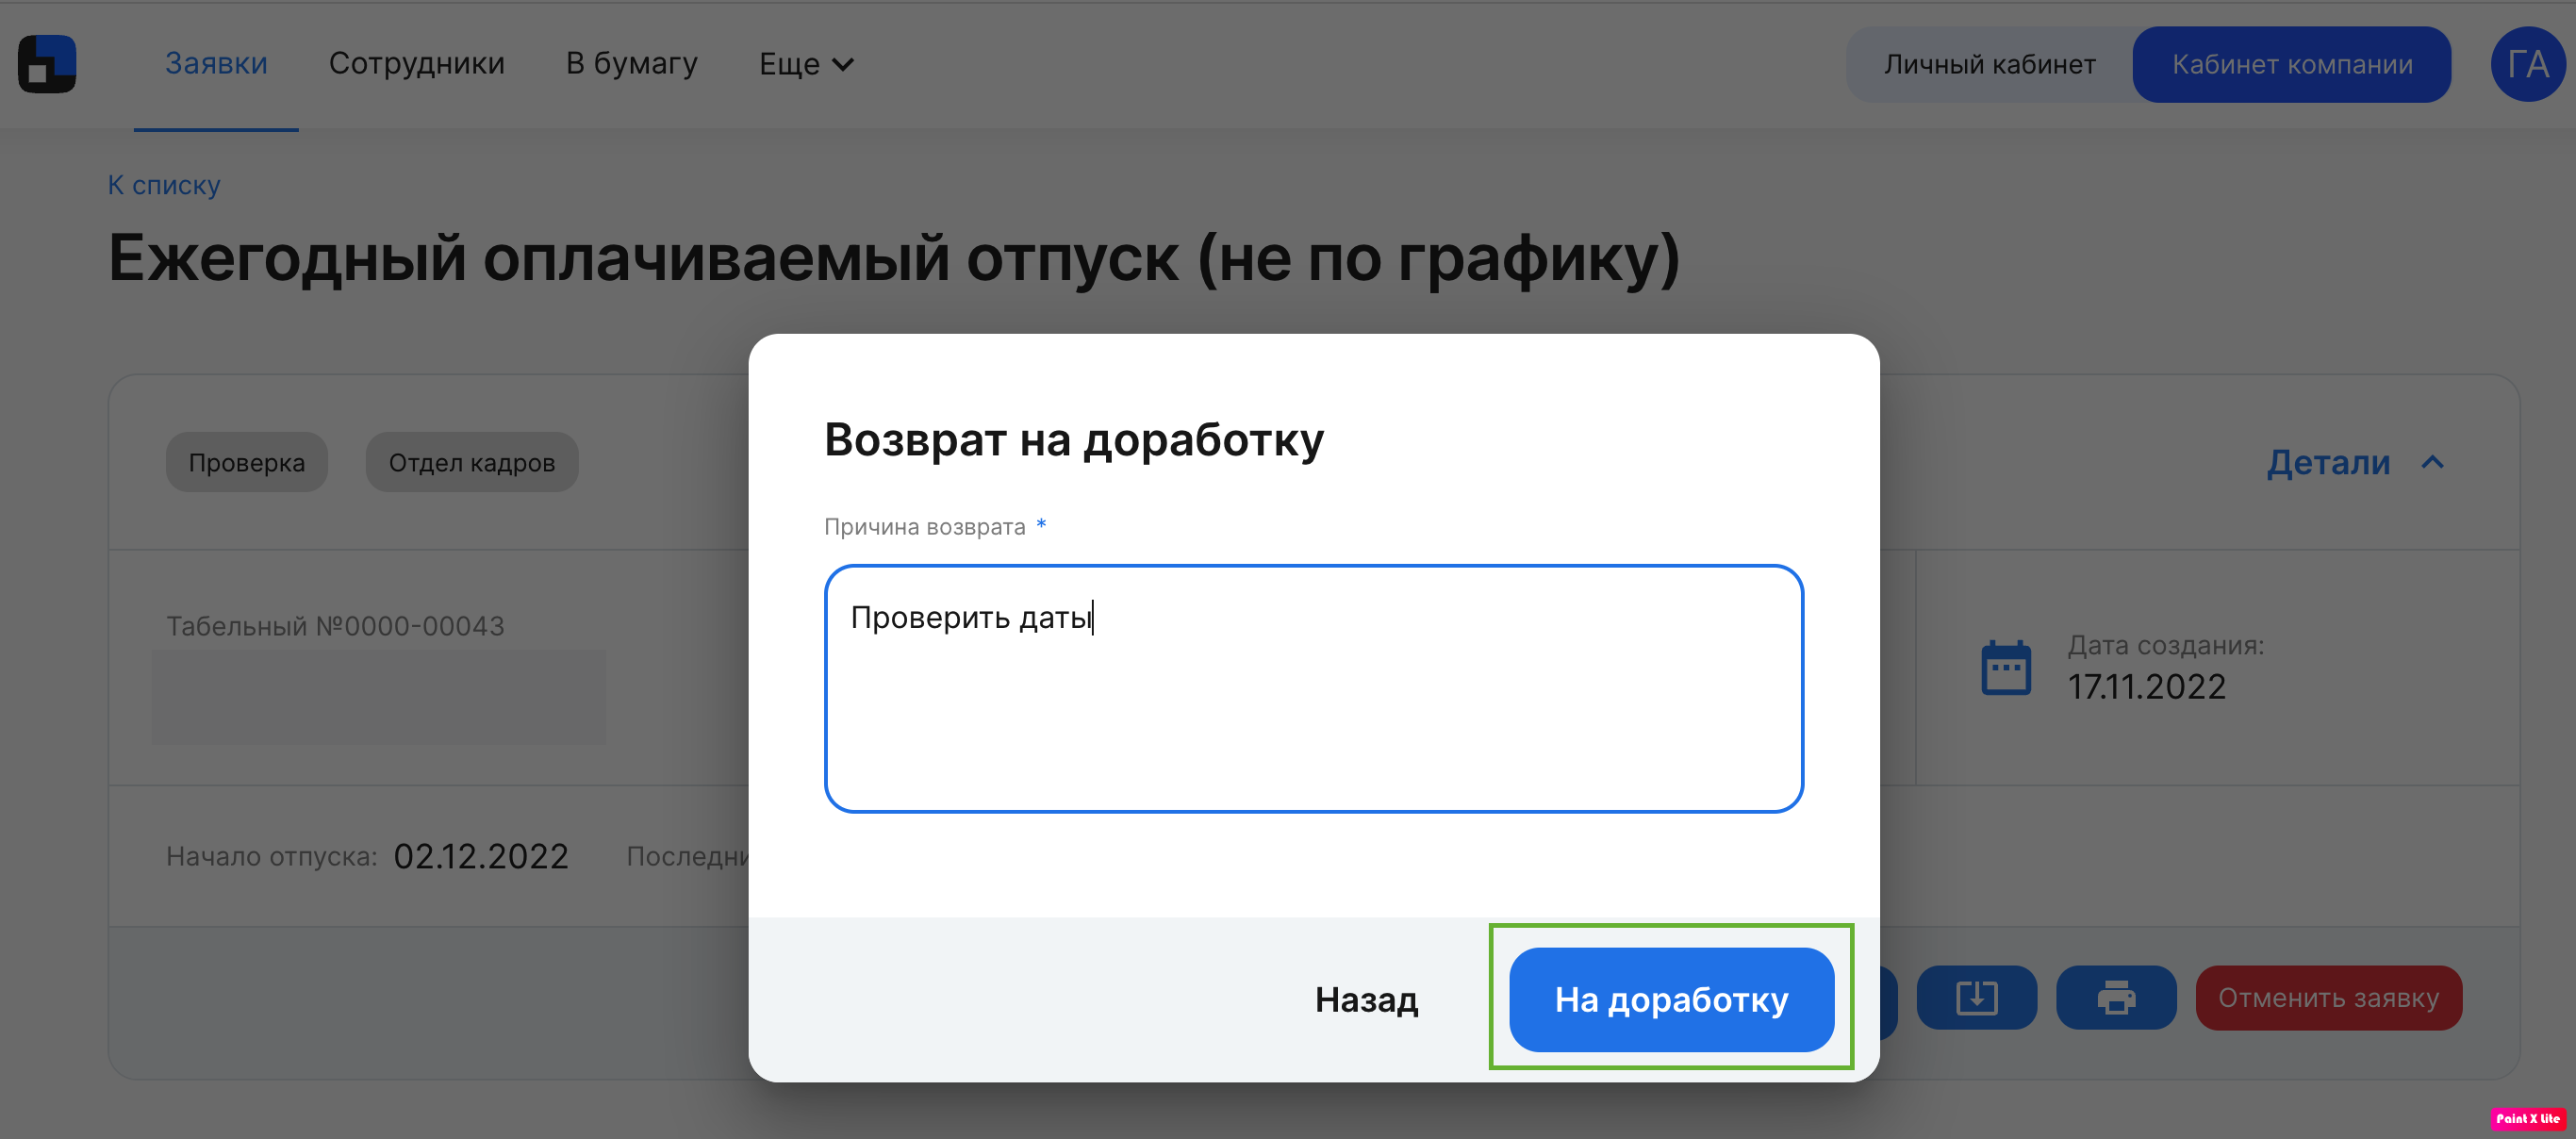 Заявки Сотрудники В бумагу Еще Личный кабинет Кабинет компании ГА
К списку
Ежегодный оплачиваемый отпуск (не по графику)
Проверка Отдел кадров Детали
Возврат на доработку
Причина возврата *
Проверить даты
Табельный №0000-00043
Дата создания:
17.11.2022
Начало отпуска: 02.12.2022 Последни
Назад На доработку Отменить заявку
Paint X Lite